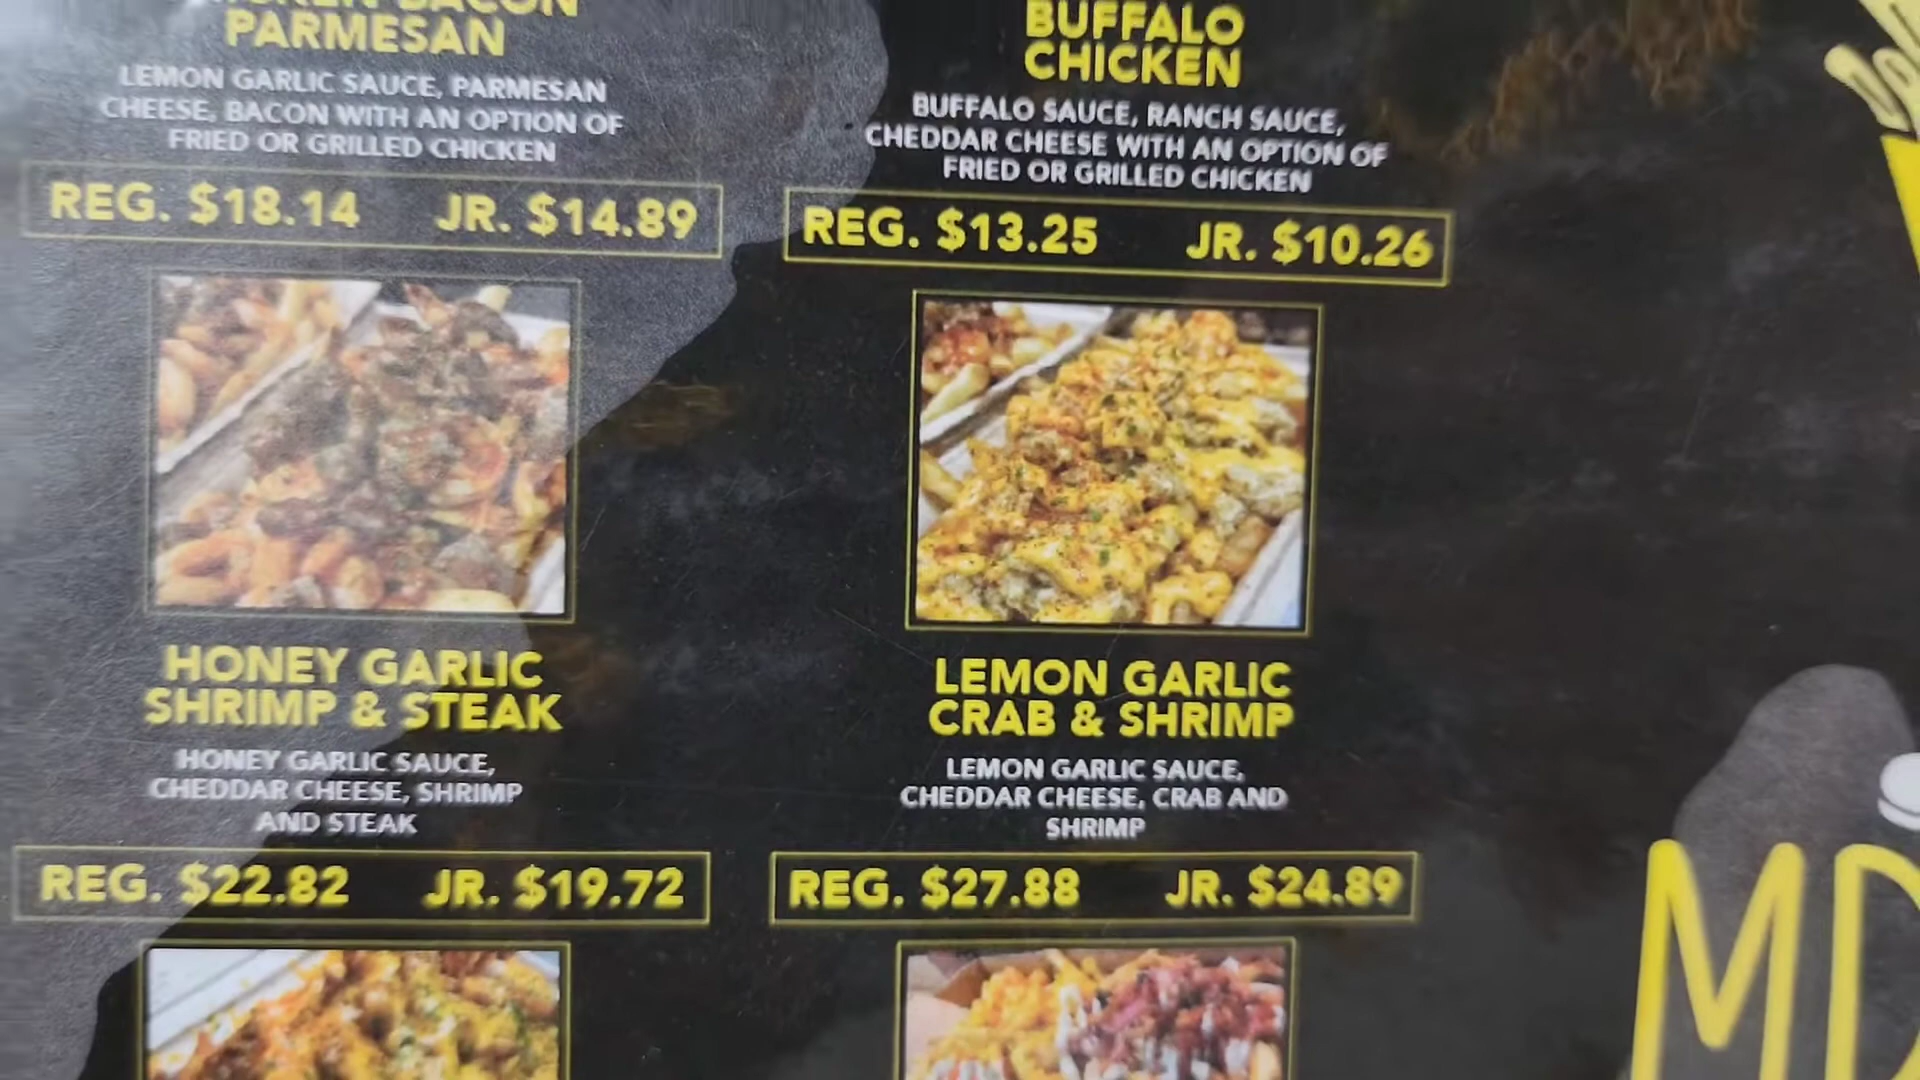 BACON
PARMESAN
LEMON GARLIC SAUCE, PARMESAN
CHEESE, BACON WITH AN OPTION OF
FRIED OR GRILLED CHICKEN
REG. $18.14 JR. $14.89
BUFFALO
CHICKEN
BUFFALO SAUCE, RANCH SAUCE,
CHEDDAR CHEESE WITH AN OPTION OF
FRIED OR GRILLED CHICKEN
REG. $13.25 JR. $10.26
HONEY GARLIC
SHRIMP & STEAK
HONEY GARLIC SAUCE,
CHEDDAR CHEESE, SHRIMP
AND STEAK
REG. $22.82 JR. $19.72
LEMON GARLIC
CRAB & SHRIMP
LEMON GARLIC SAUCE,
CHEDDAR CHEESE, CRAB AND
SHRIMP
REG. $27.88 JR. $24.89